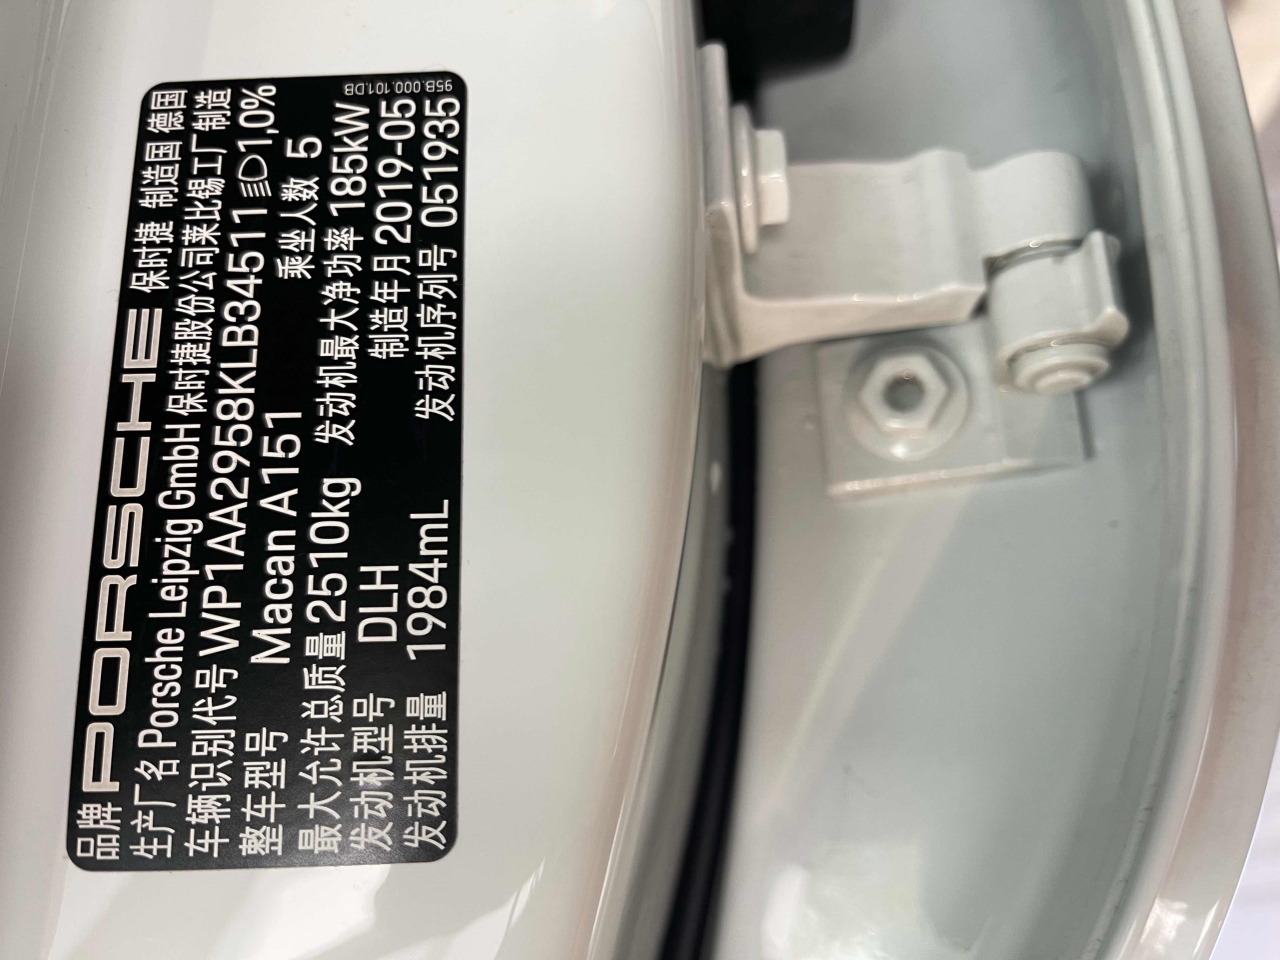 95B.000.101.DB
品牌 PORSCHE 保时捷 制造国 德国
生产厂名 Porsche Leipzig GmbH 保时捷股份公司莱比锡工厂制造
车辆识别代号 WP1AA2958KLB34511 1,0%
整车型号 Macan A151 乘坐人数 5
最大允许总质量 2510kg 发动机最大净功率 185kW
发动机型号 DLH 制造年月 2019-05
发动机排量 1984mL 发动机序列号 051935